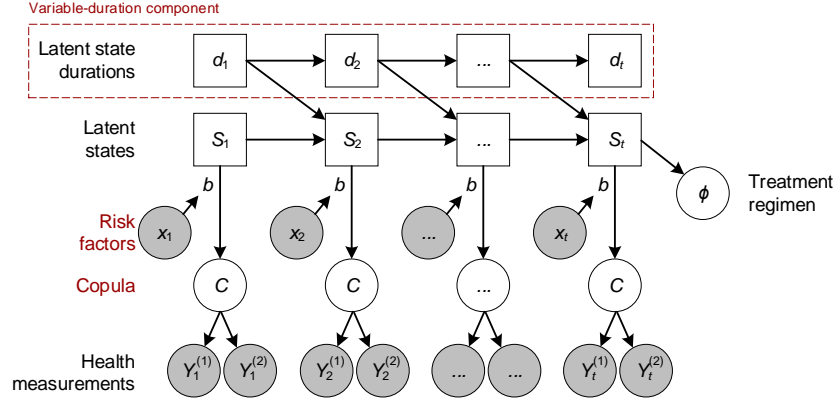 Variable-duration component
Latent state
durations
d₁ d₂ ... dₜ
Latent
states
S₁ S₂ ... Sₜ
b b b b
ϕ
Treatment
regimen
Risk
factors
x₁ x₂ ... xₜ
Copula
C C ... C
Health
measurements
Y₁⁽¹⁾ Y₁⁽²⁾ Y₂⁽¹⁾ Y₂⁽²⁾ ... ... Yₜ⁽¹⁾ Yₜ⁽²⁾